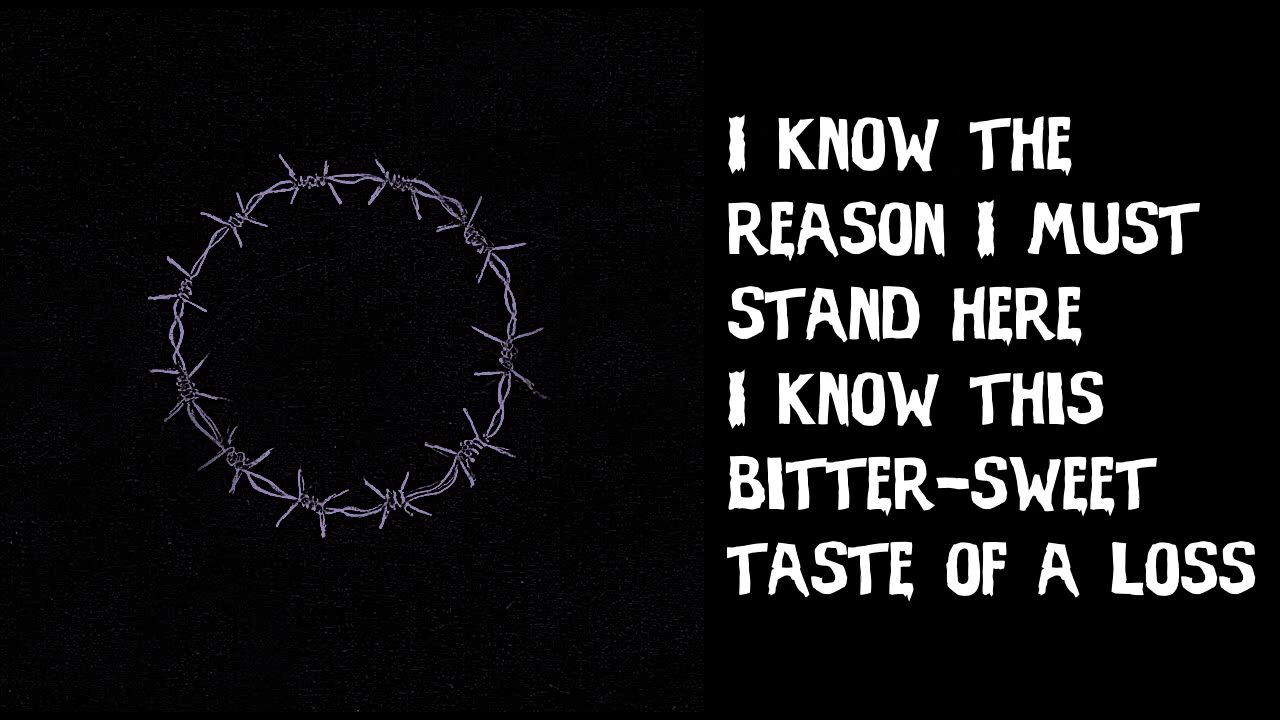 I KNOW THE
REASON I MUST
STAND HERE
I KNOW THIS
BITTER-SWEET
TASTE OF A LOSS